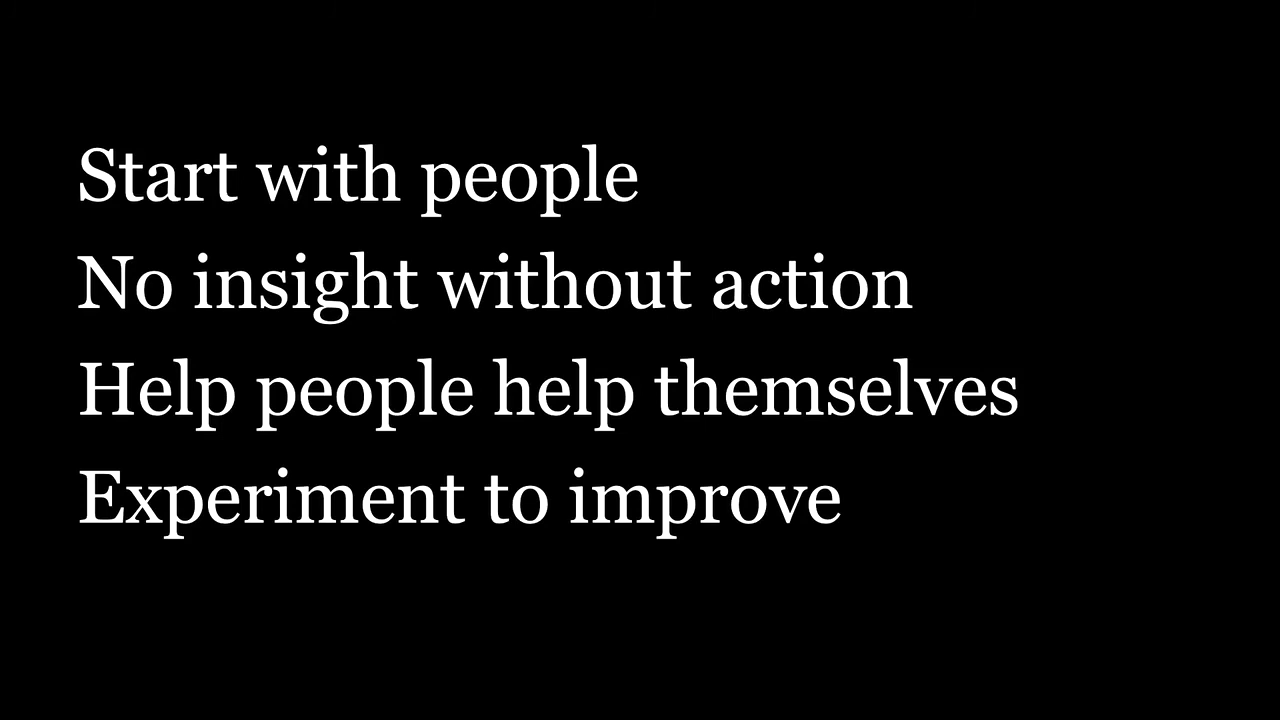 Start with people
No insight without action
Help people help themselves
Experiment to improve